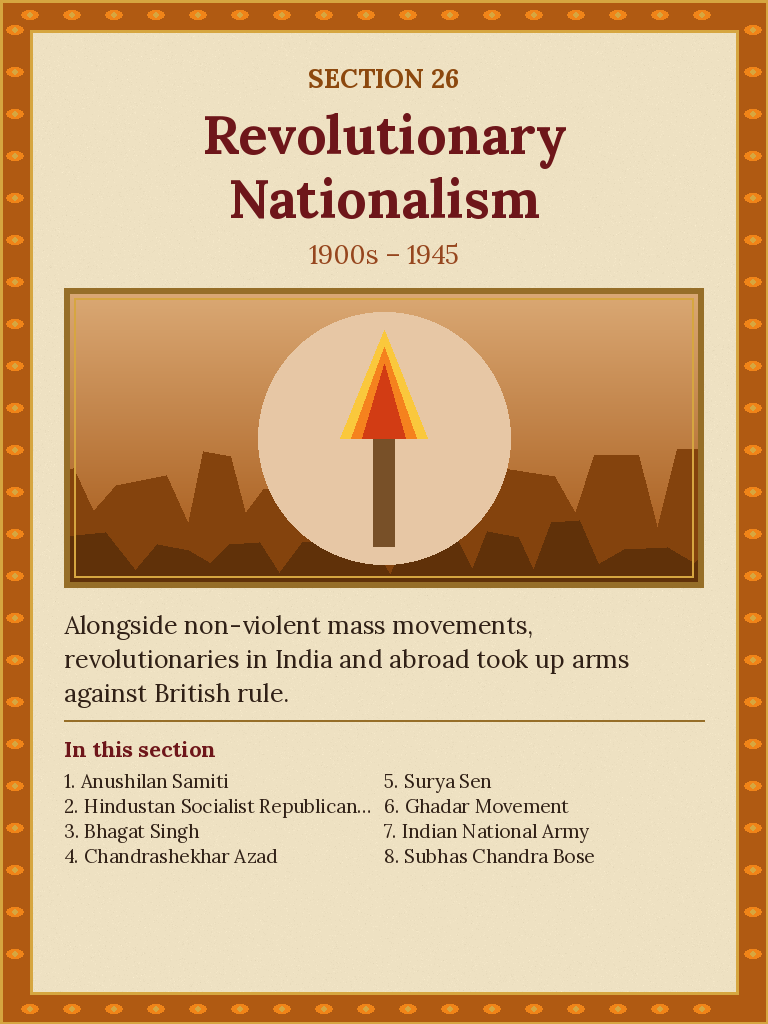 SECTION 26
Revolutionary
Nationalism
1900s – 1945
Alongside non-violent mass movements,
revolutionaries in India and abroad took up arms
against British rule.
In this section
1. Anushilan Samiti
2. Hindustan Socialist Republican...
3. Bhagat Singh
4. Chandrashekhar Azad
5. Surya Sen
6. Ghadar Movement
7. Indian National Army
8. Subhas Chandra Bose